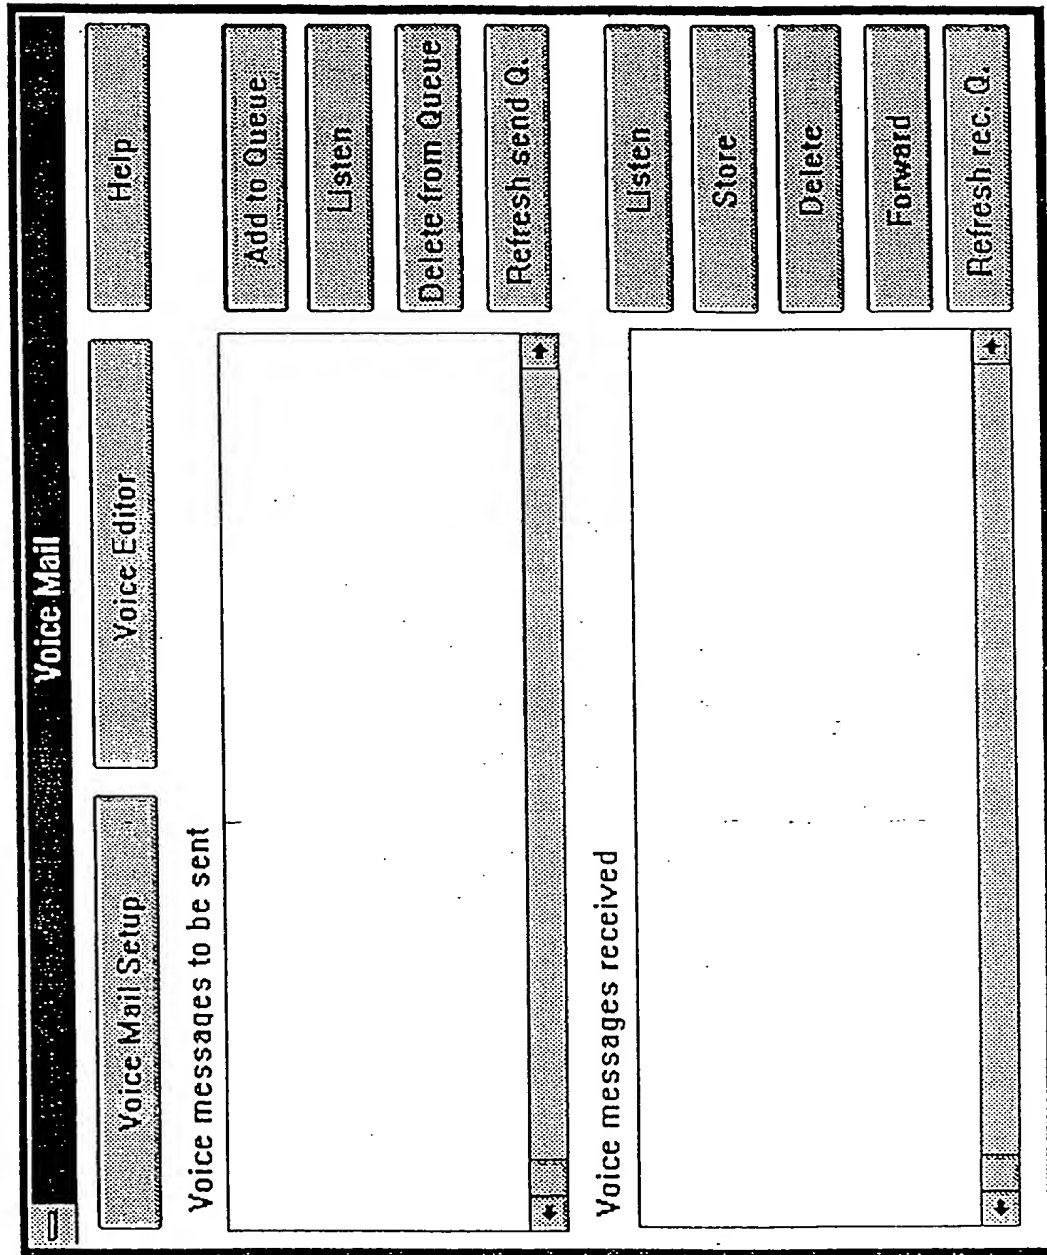 Voice Mail
Voice Mail Setup
Voice Editor
Help
Voice messages to be sent
Add to Queue
Listen
Delete from Queue
Refresh send Q.
Voice messages received
Listen
Store
Delete
Forward
Refresh rec. Q.